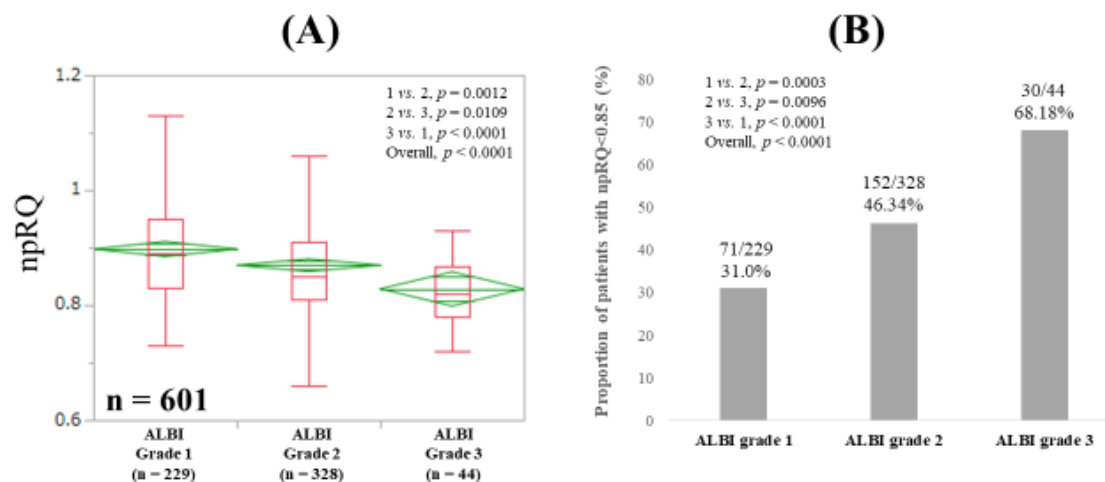 (A)
1.2
1
0.8
0.6
npRQ
1 vs. 2, p = 0.0012
2 vs. 3, p = 0.0109
3 vs. 1, p < 0.0001
Overall, p < 0.0001
n = 601
ALBI
Grade 1
(n = 229)
ALBI
Grade 2
(n = 328)
ALBI
Grade 3
(n = 44)
(B)
Proportion of patients with npRQ<0.85 (%)
80
70
60
50
40
30
20
10
0
1 vs. 2, p = 0.0003
2 vs. 3, p = 0.0096
3 vs. 1, p < 0.0001
Overall, p < 0.0001
71/229
31.0%
152/328
46.34%
30/44
68.18%
ALBI grade 1
ALBI grade 2
ALBI grade 3